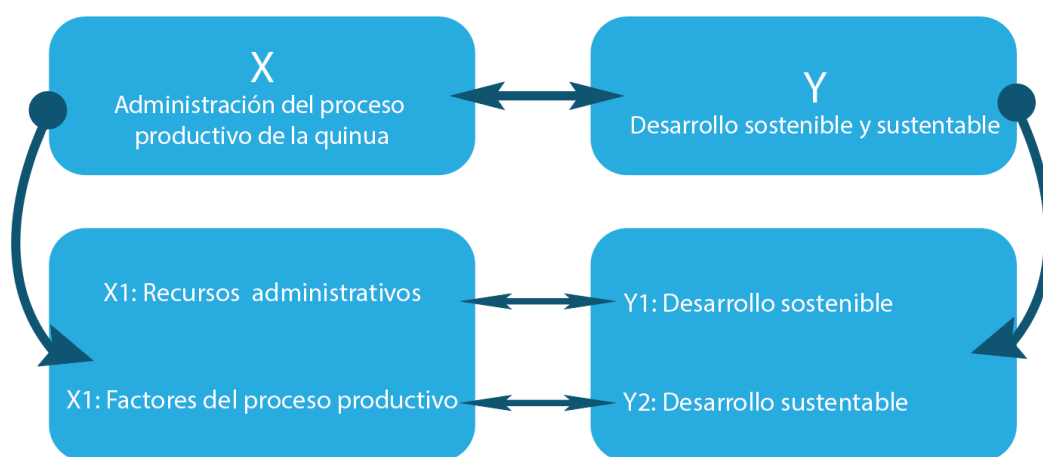 X
Administración del proceso
productivo de la quinua
Y
Desarrollo sostenible y sustentable
X1: Recursos administrativos
Y1: Desarrollo sostenible
X1: Factores del proceso productivo
Y2: Desarrollo sustentable